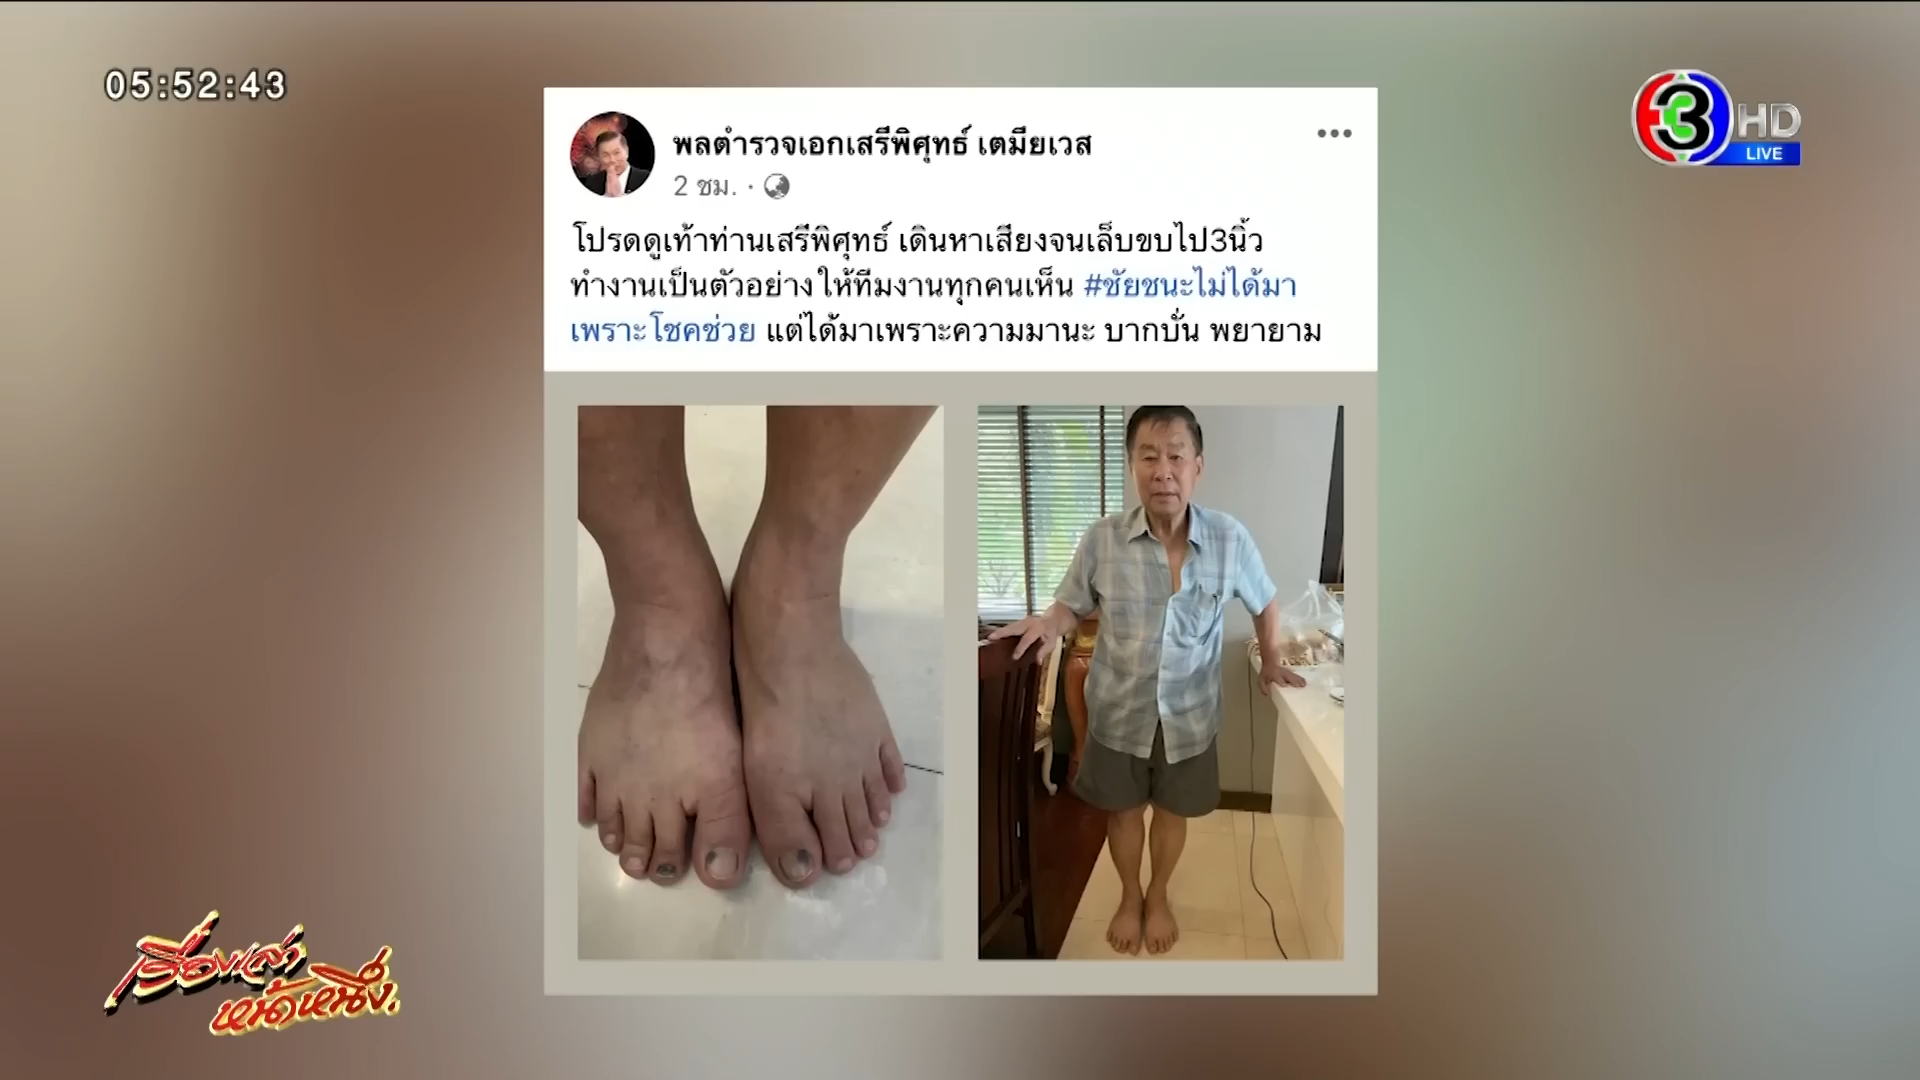 05:52:43
3 HD
LIVE
พลตำรวจเอกเสรีพิศุทธ์ เตมียเวส
2 ชม. ·
โปรดดูเท้าท่านเสรีพิศุทธ์ เดินหาเสียงจนเล็บขบไป3นิ้ว
ทำงานเป็นตัวอย่างให้ทีมงานทุกคนเห็น #ชัยชนะไม่ได้มา
เพราะโชคช่วย แต่ได้มาเพราะความมานะ บากบั่น พยายาม
เรื่องเล่า
หน้าหนึ่ง